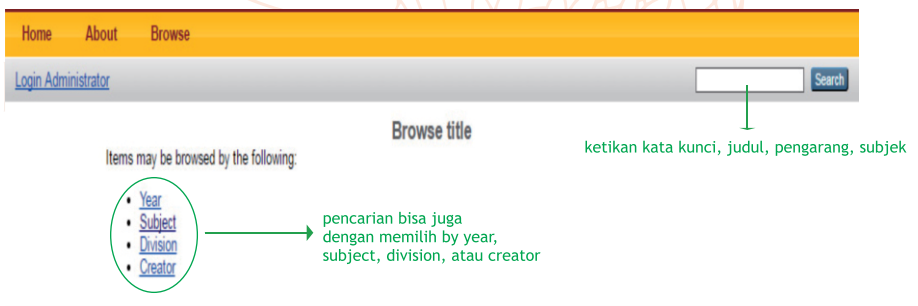 Home About Browse
Login Administrator
Search
Browse title
ketikan kata kunci, judul, pengarang, subjek
Items may be browsed by the following:
• Year
• Subject
• Division
• Creator
pencarian bisa juga
dengan memilih by year,
subject, division, atau creator